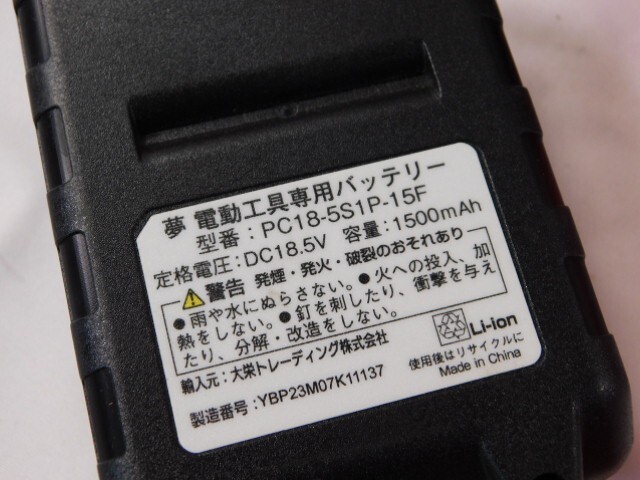 夢 電動工具専用バッテリー
型番：PC18-5S1P-15F
定格電圧：DC18.5V 容量：1500mAh
警告 発煙・発火・破裂のおそれあり
●雨や水にぬらさない。●火への投入、加
熱をしない。●釘を刺したり、衝撃を与え
たり、分解・改造をしない。
Li-ion
輸入元：大栄トレーディング株式会社
使用後はリサイクルに
製造番号：YBP23M07K11137
Made in China